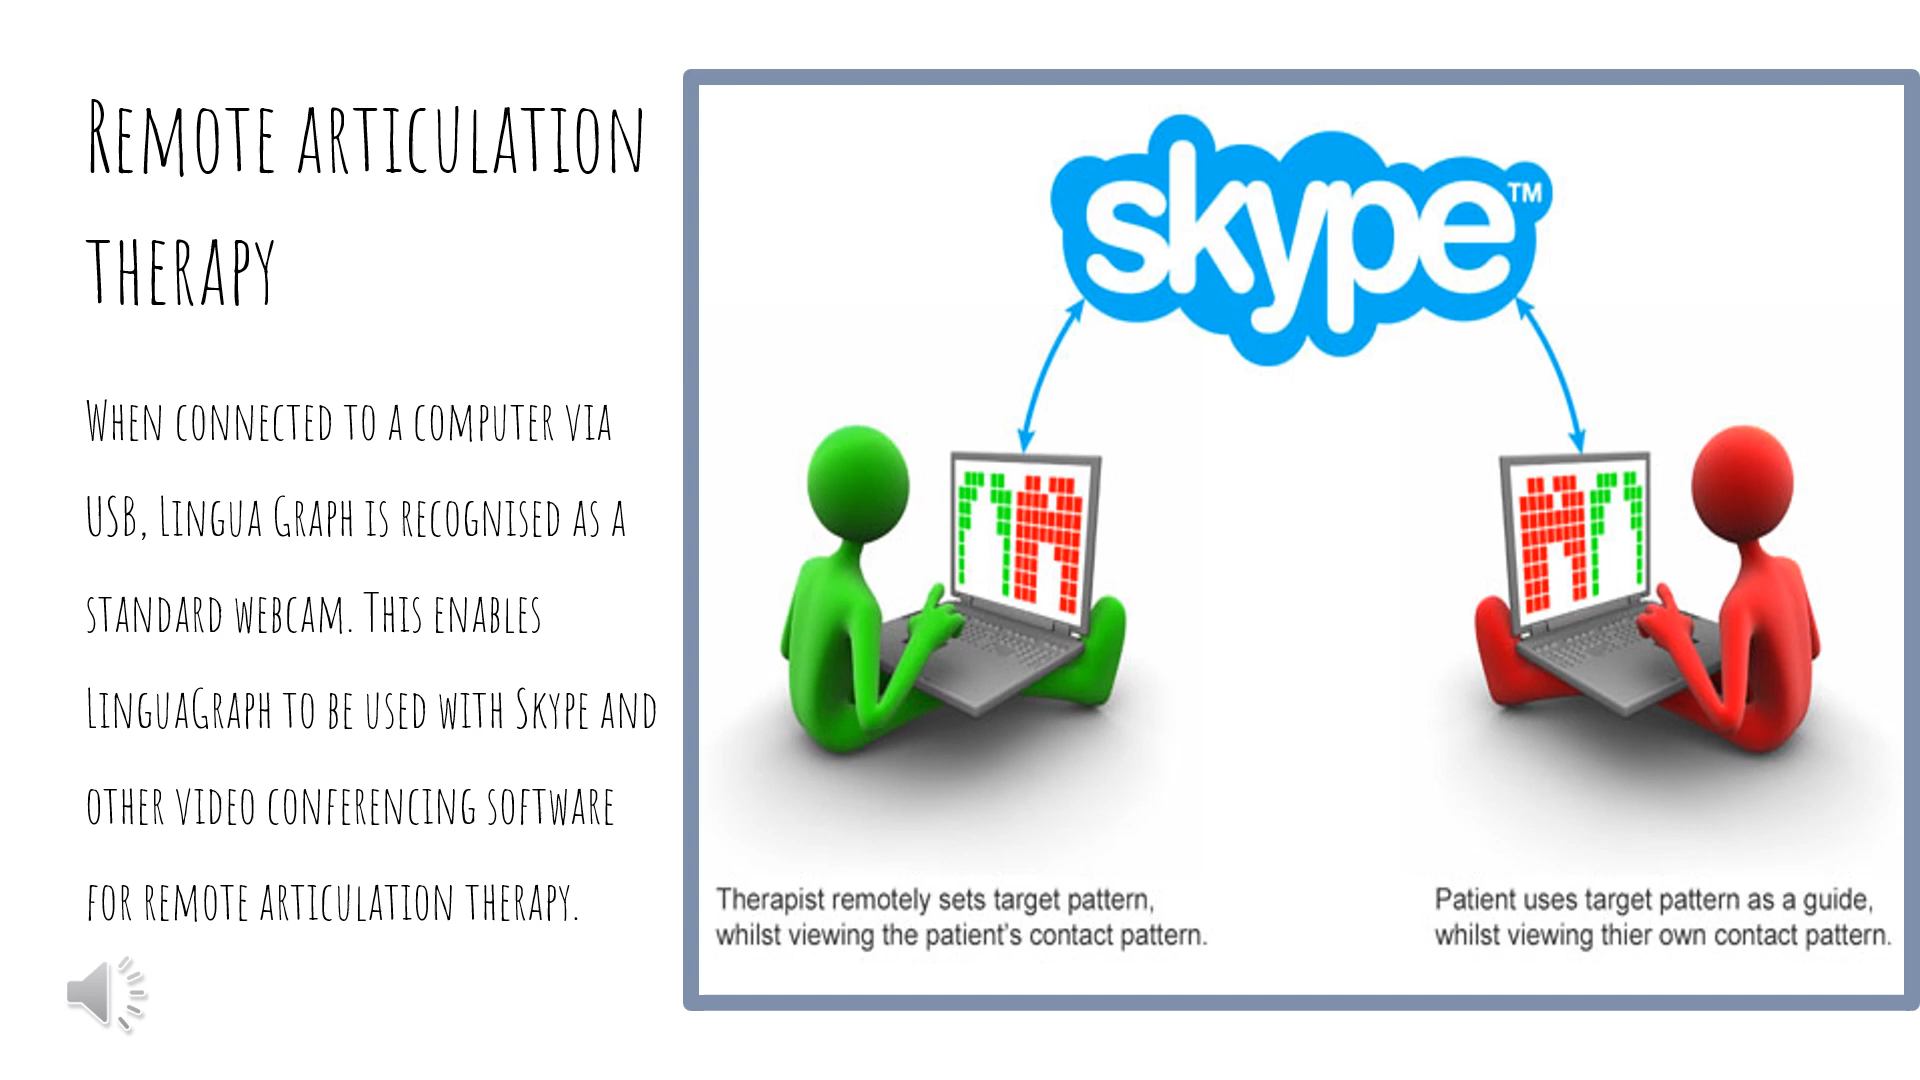 Remote articulation
therapy
When connected to a computer via
USB, Lingua Graph is recognised as a
standard webcam. This enables
LinguaGraph to be used with Skype and
other video conferencing software
for remote articulation therapy.
skype™
Therapist remotely sets target pattern,
whilst viewing the patient's contact pattern.
Patient uses target pattern as a guide,
whilst viewing thier own contact pattern.